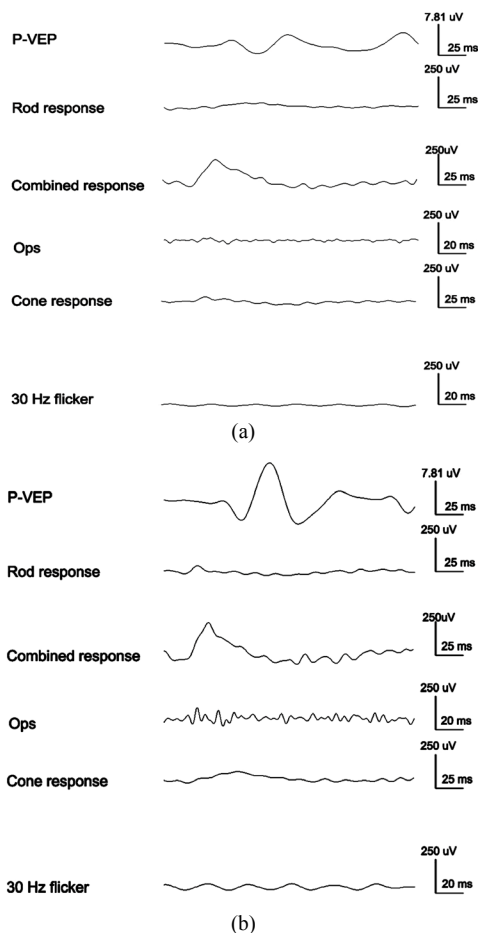 P-VEP
7.81 uV
25 ms
Rod response
250 uV
25 ms
Combined response
250uV
25 ms
Ops
250 uV
20 ms
Cone response
250 uV
25 ms
30 Hz flicker
250 uV
20 ms
(a)
P-VEP
7.81 uV
25 ms
Rod response
250 uV
25 ms
Combined response
250uV
25 ms
Ops
250 uV
20 ms
Cone response
250 uV
25 ms
30 Hz flicker
250 uV
20 ms
(b)